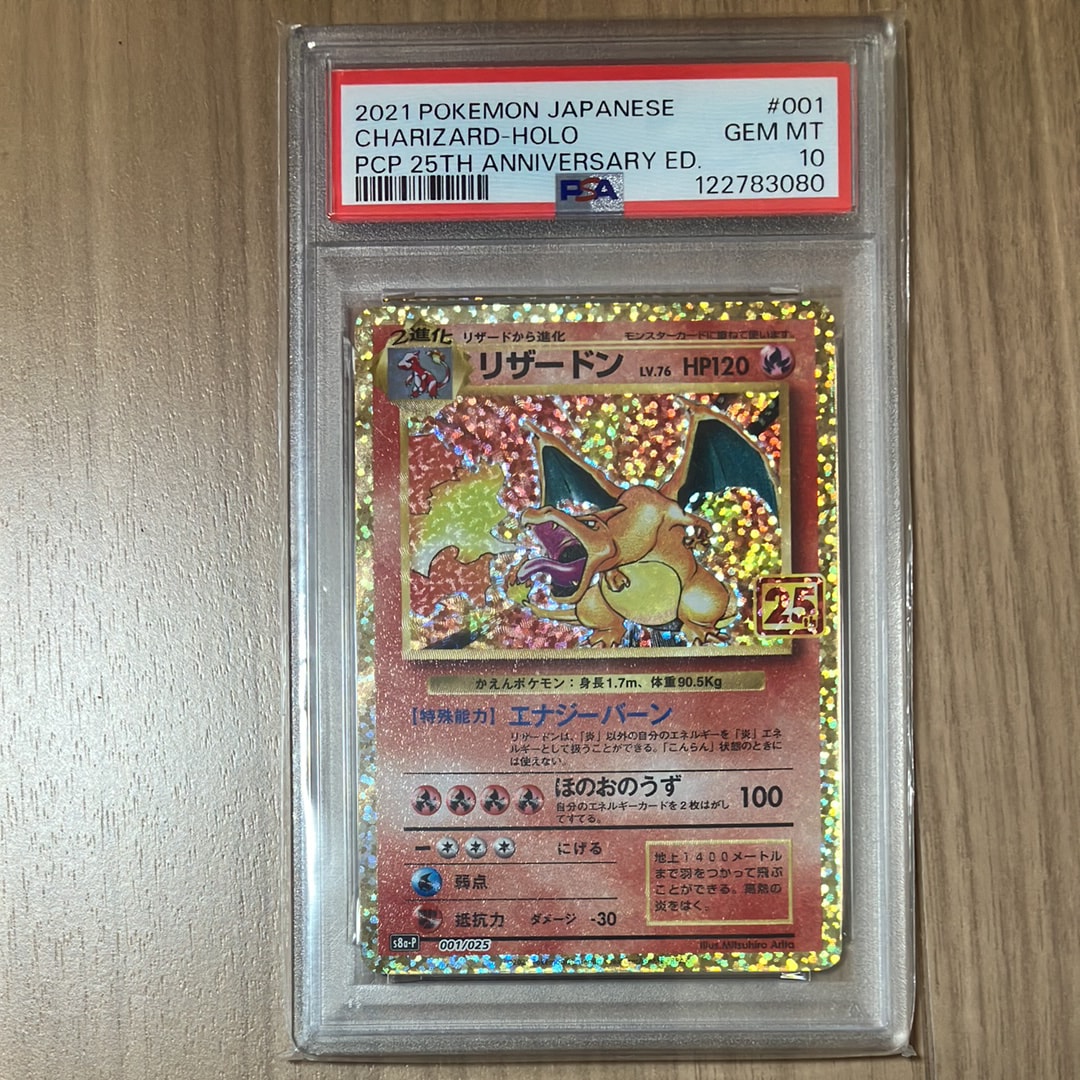 2021 POKEMON JAPANESE #001
CHARIZARD-HOLO GEM MT
PCP 25TH ANNIVERSARY ED. 10
PSA 122783080
2進化 リザードから進化 モンスターカードに重ねて使います。
リザードン LV.76 HP120
25th
かえんポケモン：身長1.7m、体重90.5Kg
【特殊能力】 エナジーバーン
リザードンは、「炎」以外の自分のエネルギーを「炎」エネ
ルギーとして扱うことができる。「こんらん」状態のときに
は使えない。
ほのおのうず 100
自分のエネルギーカードを２枚はがし
てすてる。
にげる
弱点
抵抗力 ダメージ -30
地上１４００メートル
まで羽をつかって飛ぶ
ことができる。高熱の
炎をはく。
s8a-P 001/025 Illus.Mitsuhiro Arita